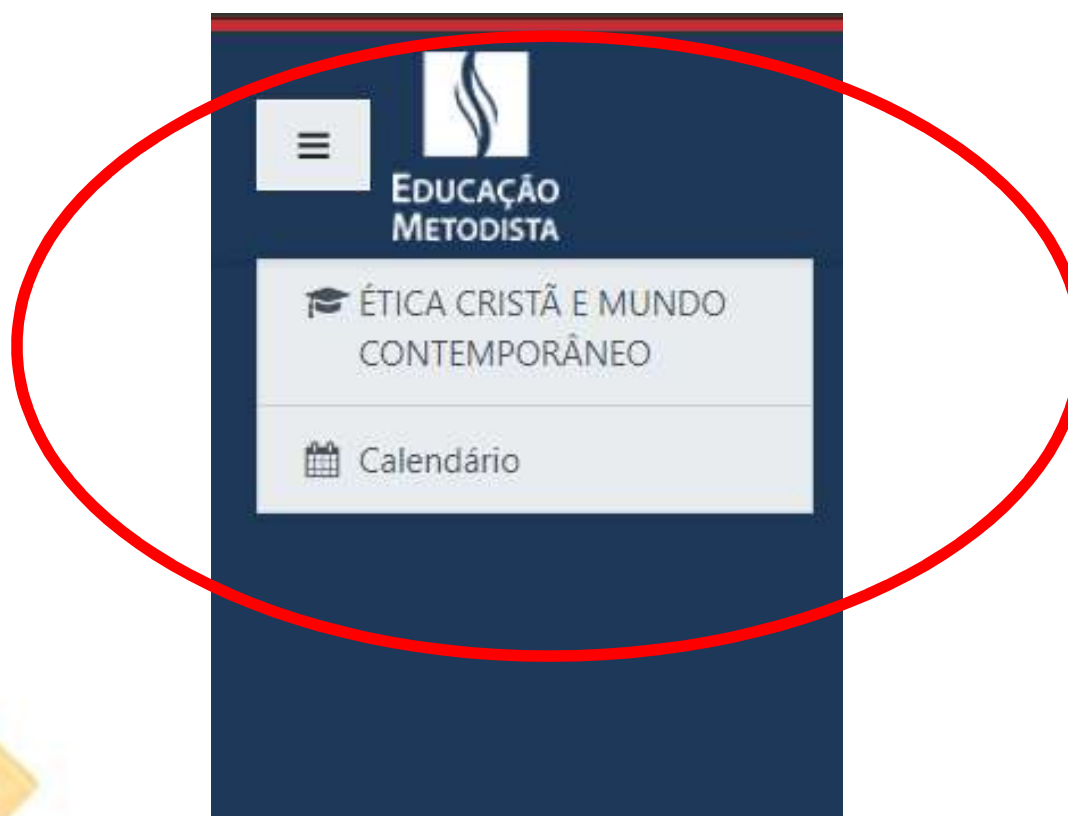 EDUCAÇÃO
METODISTA
ÉTICA CRISTÃ E MUNDO
CONTEMPORÂNEO
Calendário